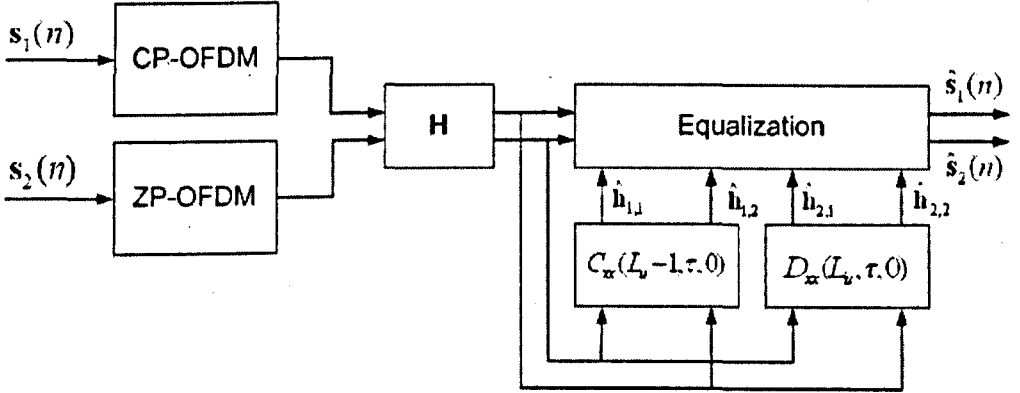 s₁(n)
CP-OFDM
s₂(n)
ZP-OFDM
H
Equalization
ŝ₁(n)
ŝ₂(n)
ĥ₁,₁
ĥ₁,₂
ĥ₂,₁
ĥ₂,₂
Cₓₓ(Lᵤ−1,τ,0)
Dₓₓ(Lᵤ,τ,0)